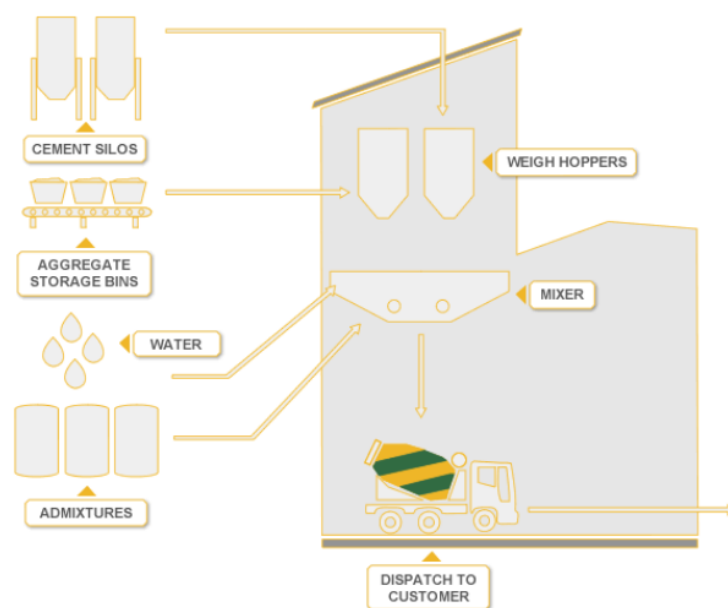 CEMENT SILOS
WEIGH HOPPERS
AGGREGATE
STORAGE BINS
MIXER
WATER
ADMIXTURES
DISPATCH TO
CUSTOMER